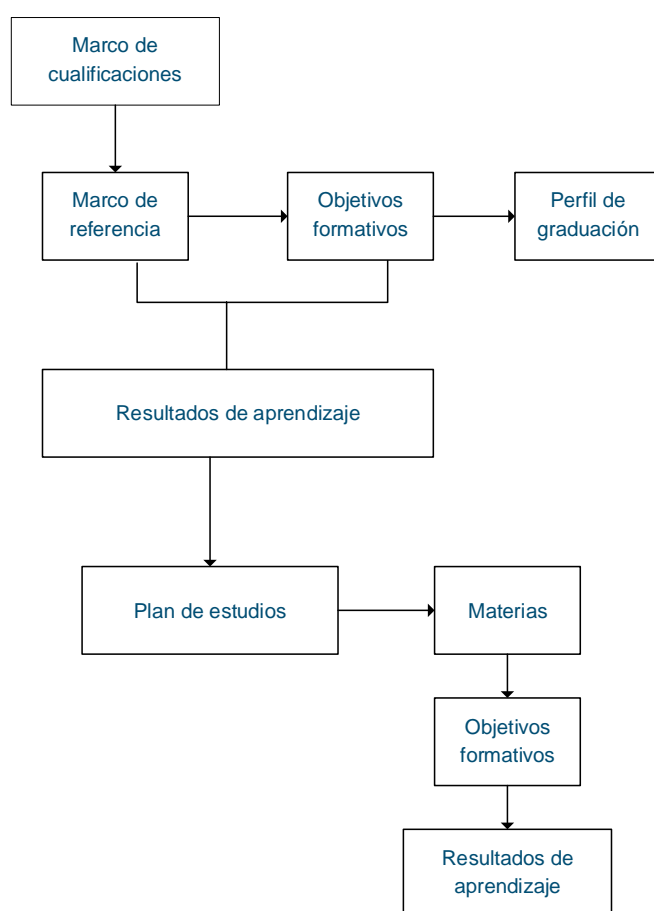 Marco de
cualificaciones
Marco de
referencia
Objetivos
formativos
Perfil de
graduación
Resultados de aprendizaje
Plan de estudios
Materias
Objetivos
formativos
Resultados de
aprendizaje